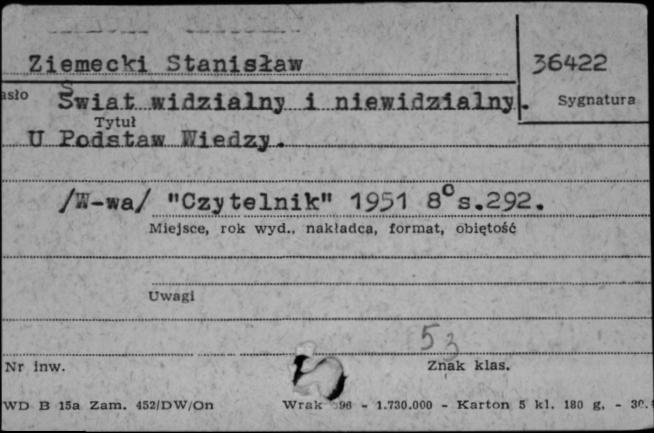 Ziemecki Stanisław
36422
asło
Świat widzialny i niewidzialny.
Sygnatura
Tytuł
U Podstaw Wiedzy.
/W-wa/ "Czytelnik" 1951 8° s.292.
Miejsce, rok wyd., nakładca, format, objętość
Uwagi
53
Nr inw.
Znak klas.
WD B 15a Zam. 452/DW/On
Wrak 396 - 1.730.000 - Karton 5 kl. 180 g. - 30.